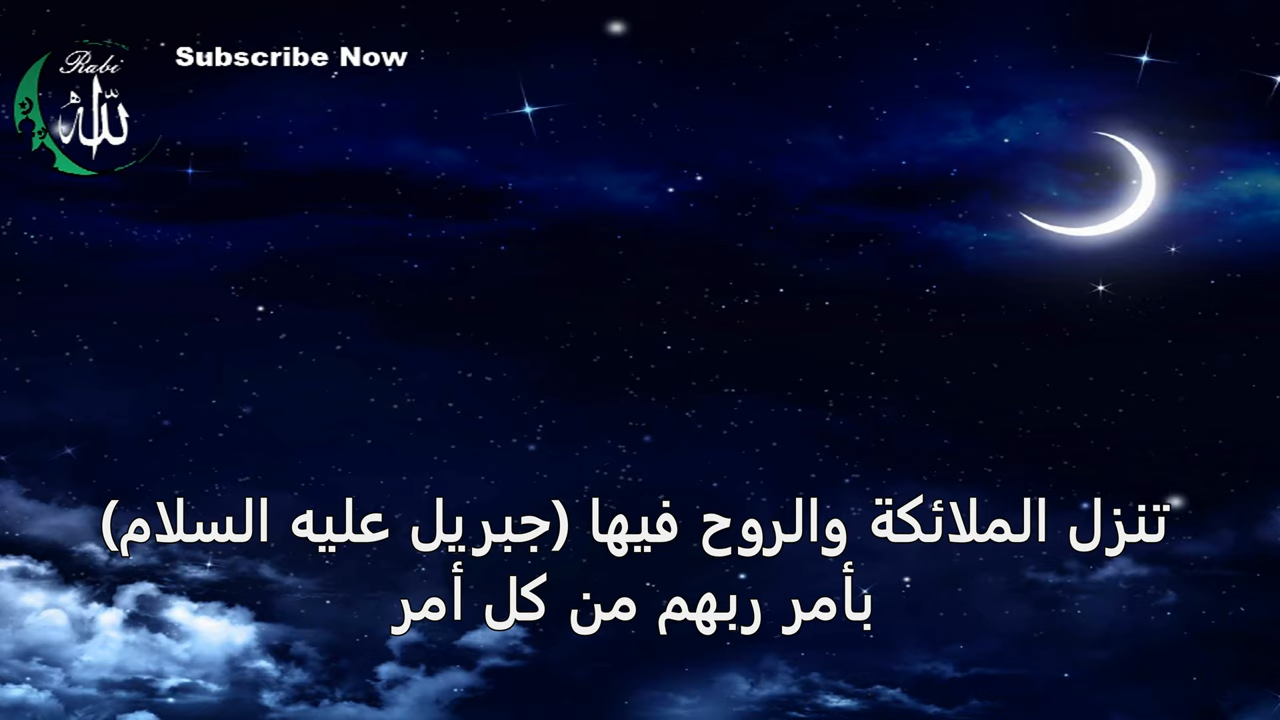 Subscribe Now
Rabi
الله
تنزل الملائكة والروح فيها (جبريل عليه السلام)
بأمر ربهم من كل أمر